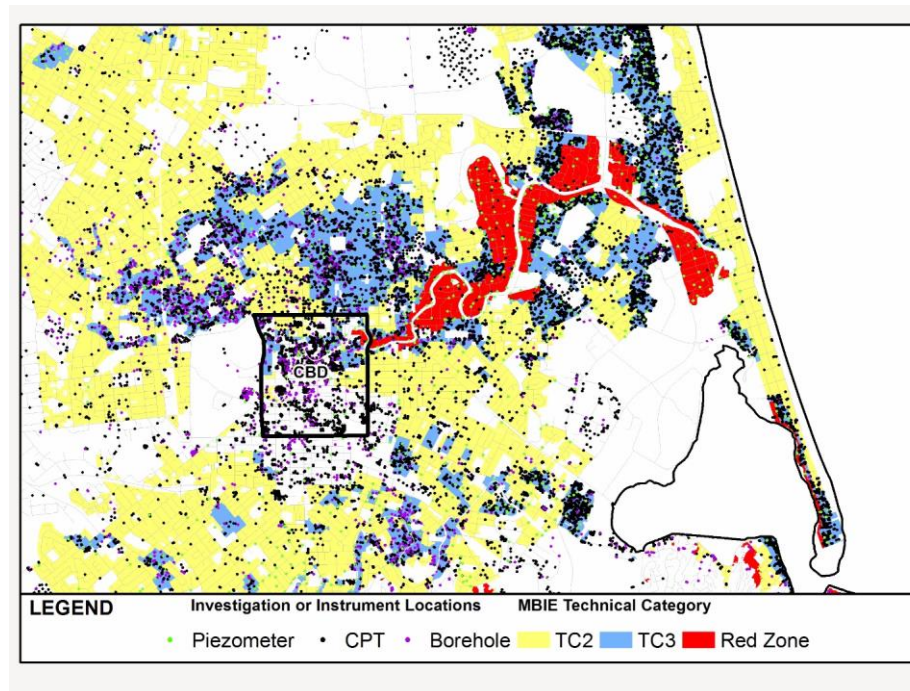 CBD
LEGEND Investigation or Instrument Locations MBIE Technical Category
Piezometer CPT Borehole TC2 TC3 Red Zone